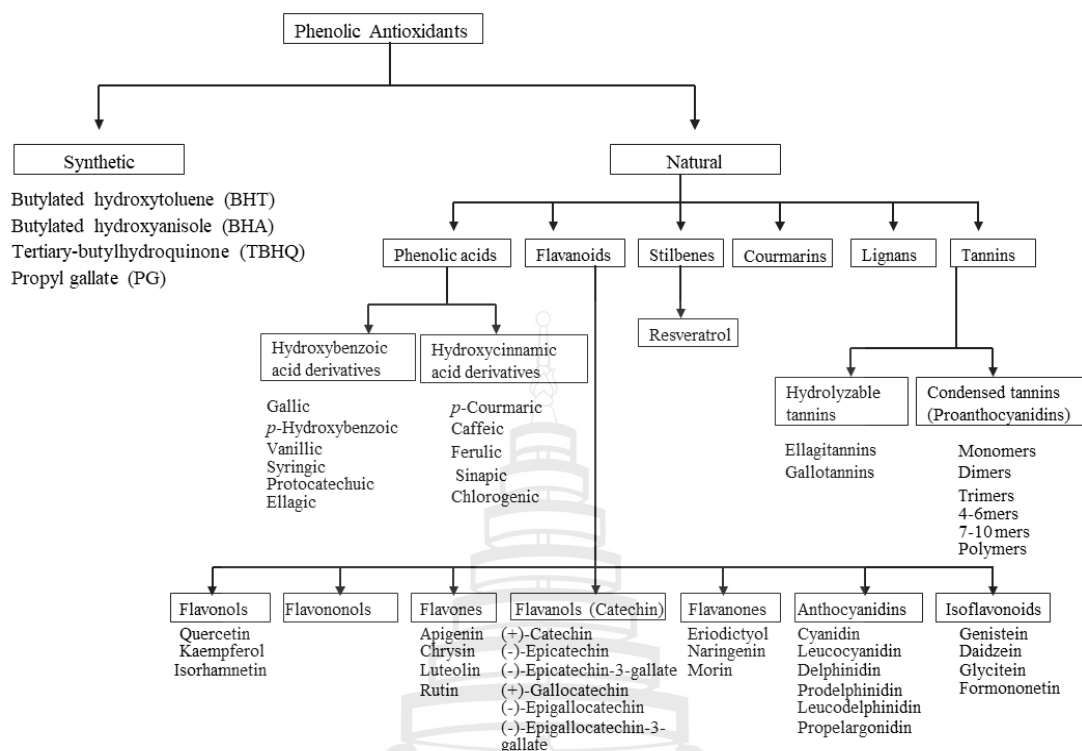 Phenolic Antioxidants
Synthetic
Natural
Butylated hydroxytoluene (BHT)
Butylated hydroxyanisole (BHA)
Tertiary-butylhydroquinone (TBHQ)
Propyl gallate (PG)
Phenolic acids
Flavanoids
Stilbenes
Courmarins
Lignans
Tannins
Resveratrol
Hydroxybenzoic
acid derivatives
Gallic
p-Hydroxybenzoic
Vanillic
Syringic
Protocatechuic
Ellagic
Hydroxycinnamic
acid derivatives
p-Courmaric
Caffeic
Ferulic
Sinapic
Chlorogenic
Hydrolyzable
tannins
Ellagitannins
Gallotannins
Condensed tannins
(Proanthocyanidins)
Monomers
Dimers
Trimers
4-6mers
7-10 mers
Polymers
Flavonols
Quercetin
Kaempferol
Isorhamnetin
Flavononols
Flavones
Apigenin
Chrysin
Luteolin
Rutin
Flavanols (Catechin)
(+)-Catechin
(-)-Epicatechin
(-)-Epicatechin-3-gallate
(+)-Gallocatechin
(-)-Epigallocatechin
(-)-Epigallocatechin-3-
gallate
Flavanones
Eriodictyol
Naringenin
Morin
Anthocyanidins
Cyanidin
Leucocyanidin
Delphinidin
Prodelphinidin
Leucodelphinidin
Propelargonidin
Isoflavonoids
Genistein
Daidzein
Glycitein
Formononetin